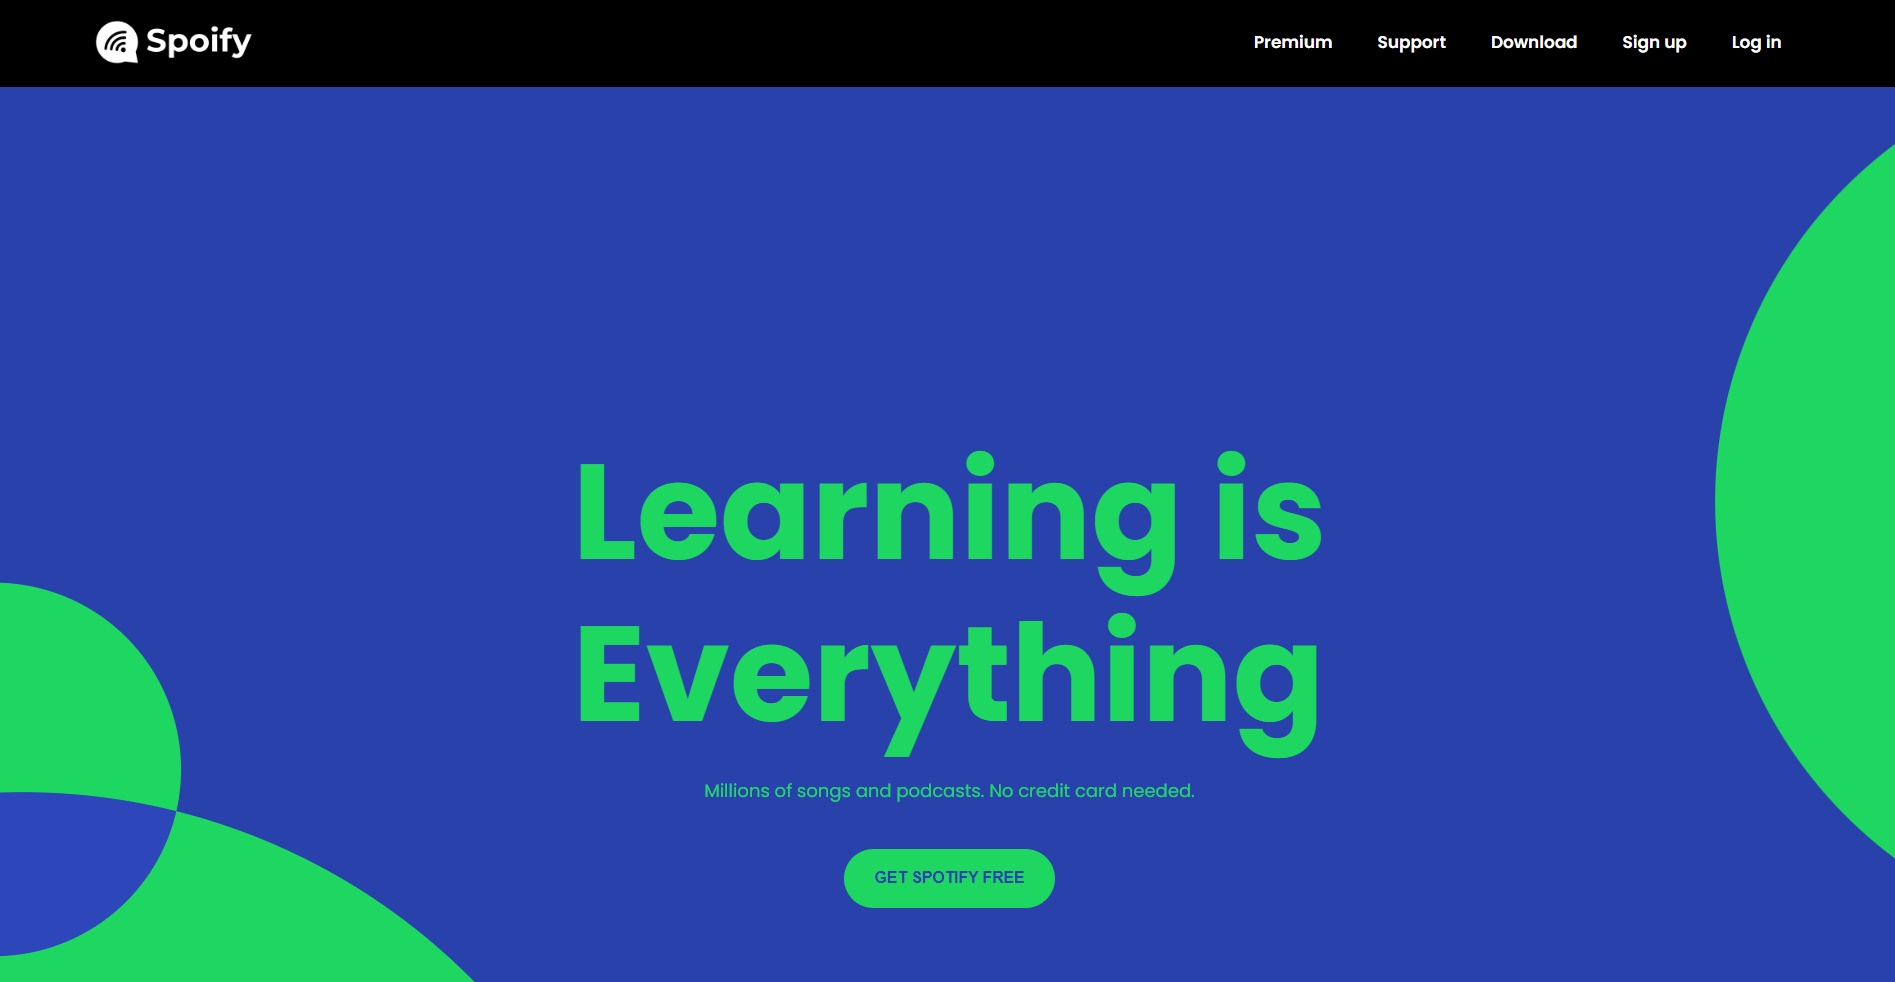 Spoify
Premium Support Download Sign up Log in
Learning is
Everything
Millions of songs and podcasts. No credit card needed.
GET SPOTIFY FREE